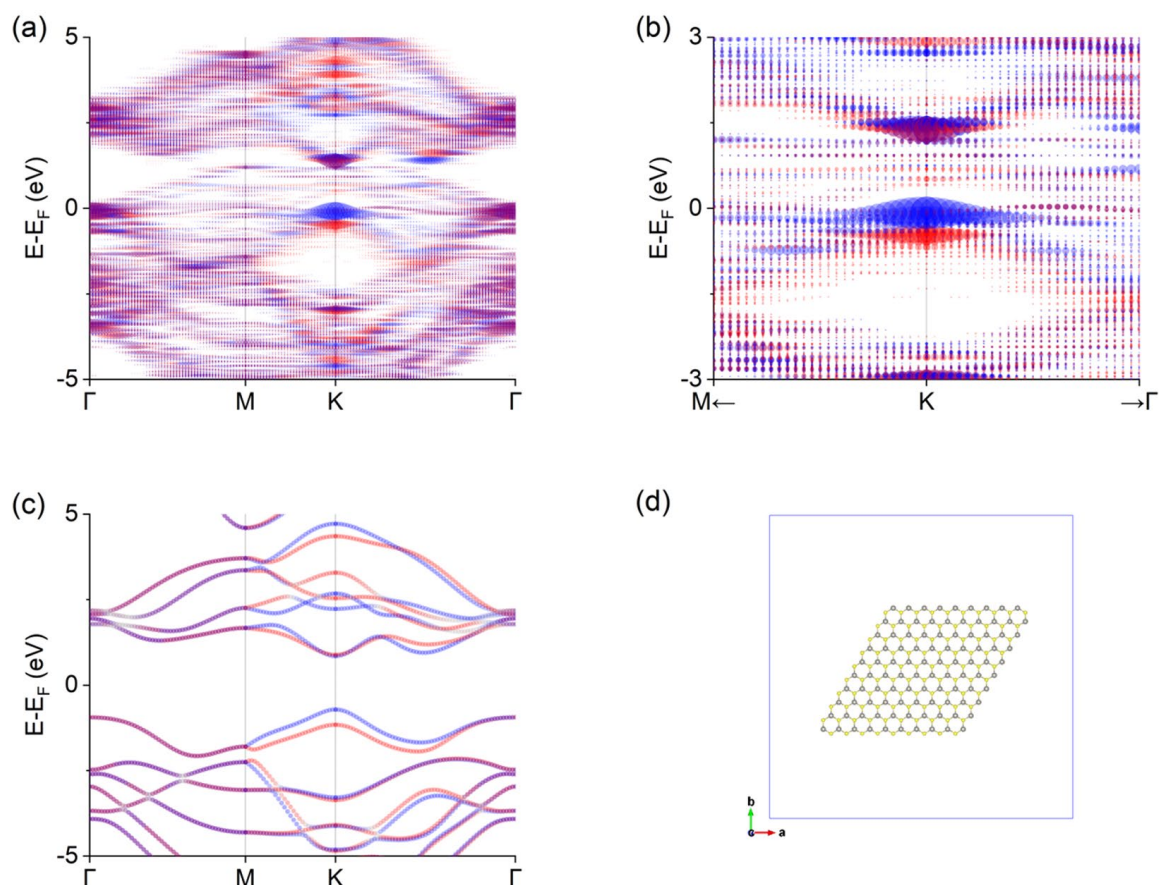 (a)
5
E-E_F (eV)
0
-5
Γ M K Γ
(b)
3
E-E_F (eV)
0
-3
M← K →Γ
(c)
5
E-E_F (eV)
0
-5
Γ M K Γ
(d)
b
c a